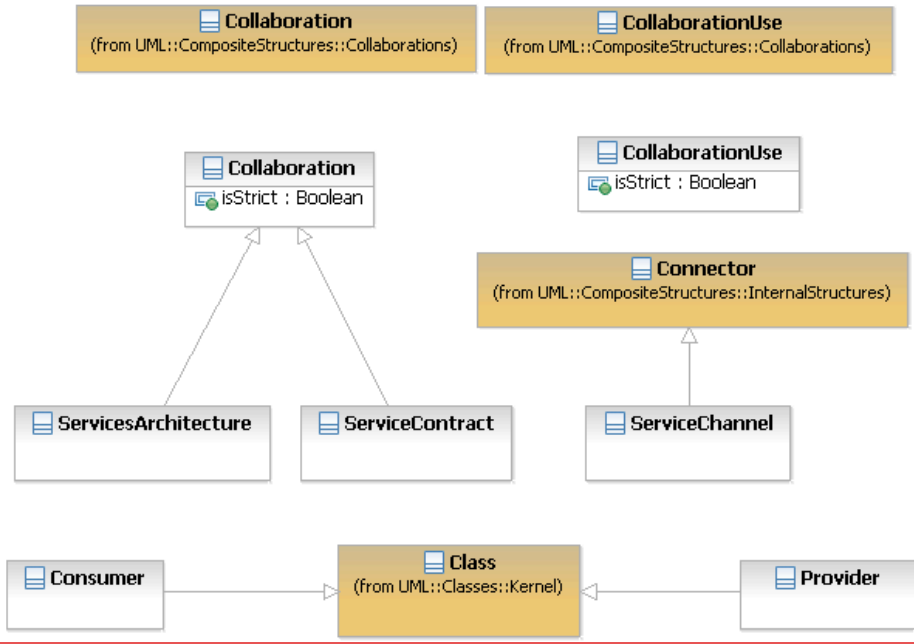 Collaboration
(from UML::CompositeStructures::Collaborations)
CollaborationUse
(from UML::CompositeStructures::Collaborations)
Collaboration
isStrict : Boolean
CollaborationUse
isStrict : Boolean
Connector
(from UML::CompositeStructures::InternalStructures)
ServicesArchitecture
ServiceContract
ServiceChannel
Consumer
Class
(from UML::Classes::Kernel)
Provider